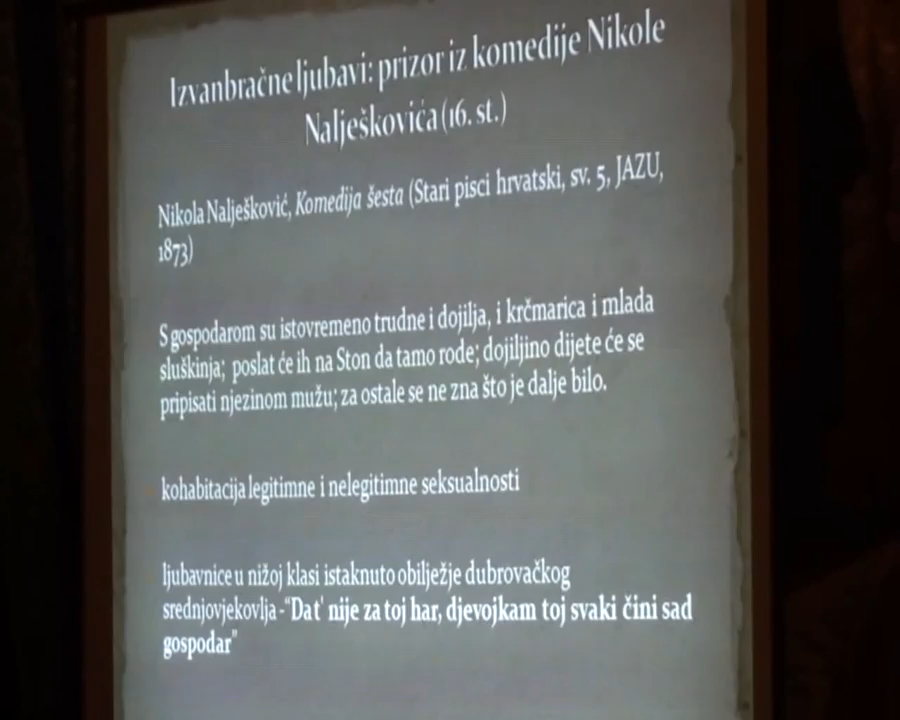 Izvanbračne ljubavi: prizor iz komedije Nikole
Nalješkovića (16. st.)
Nikola Nalješković, Komedija šesta (Stari pisci hrvatski, sv. 5, JAZU,
1873)
S gospodarom su istovremeno trudne i dojilja, i krčmarica i mlada
sluškinja; poslat će ih na Ston da tamo rode; dojiljino dijete će se
pripisati njezinom mužu; za ostale se ne zna što je dalje bilo.
kohabitacija legitimne i nelegitimne seksualnosti
ljubavnice u nižoj klasi istaknuto obilježje dubrovačkog
srednjovjekovlja -“Dat' nije za toj har, djevojkam toj svaki čini sad
gospodar”